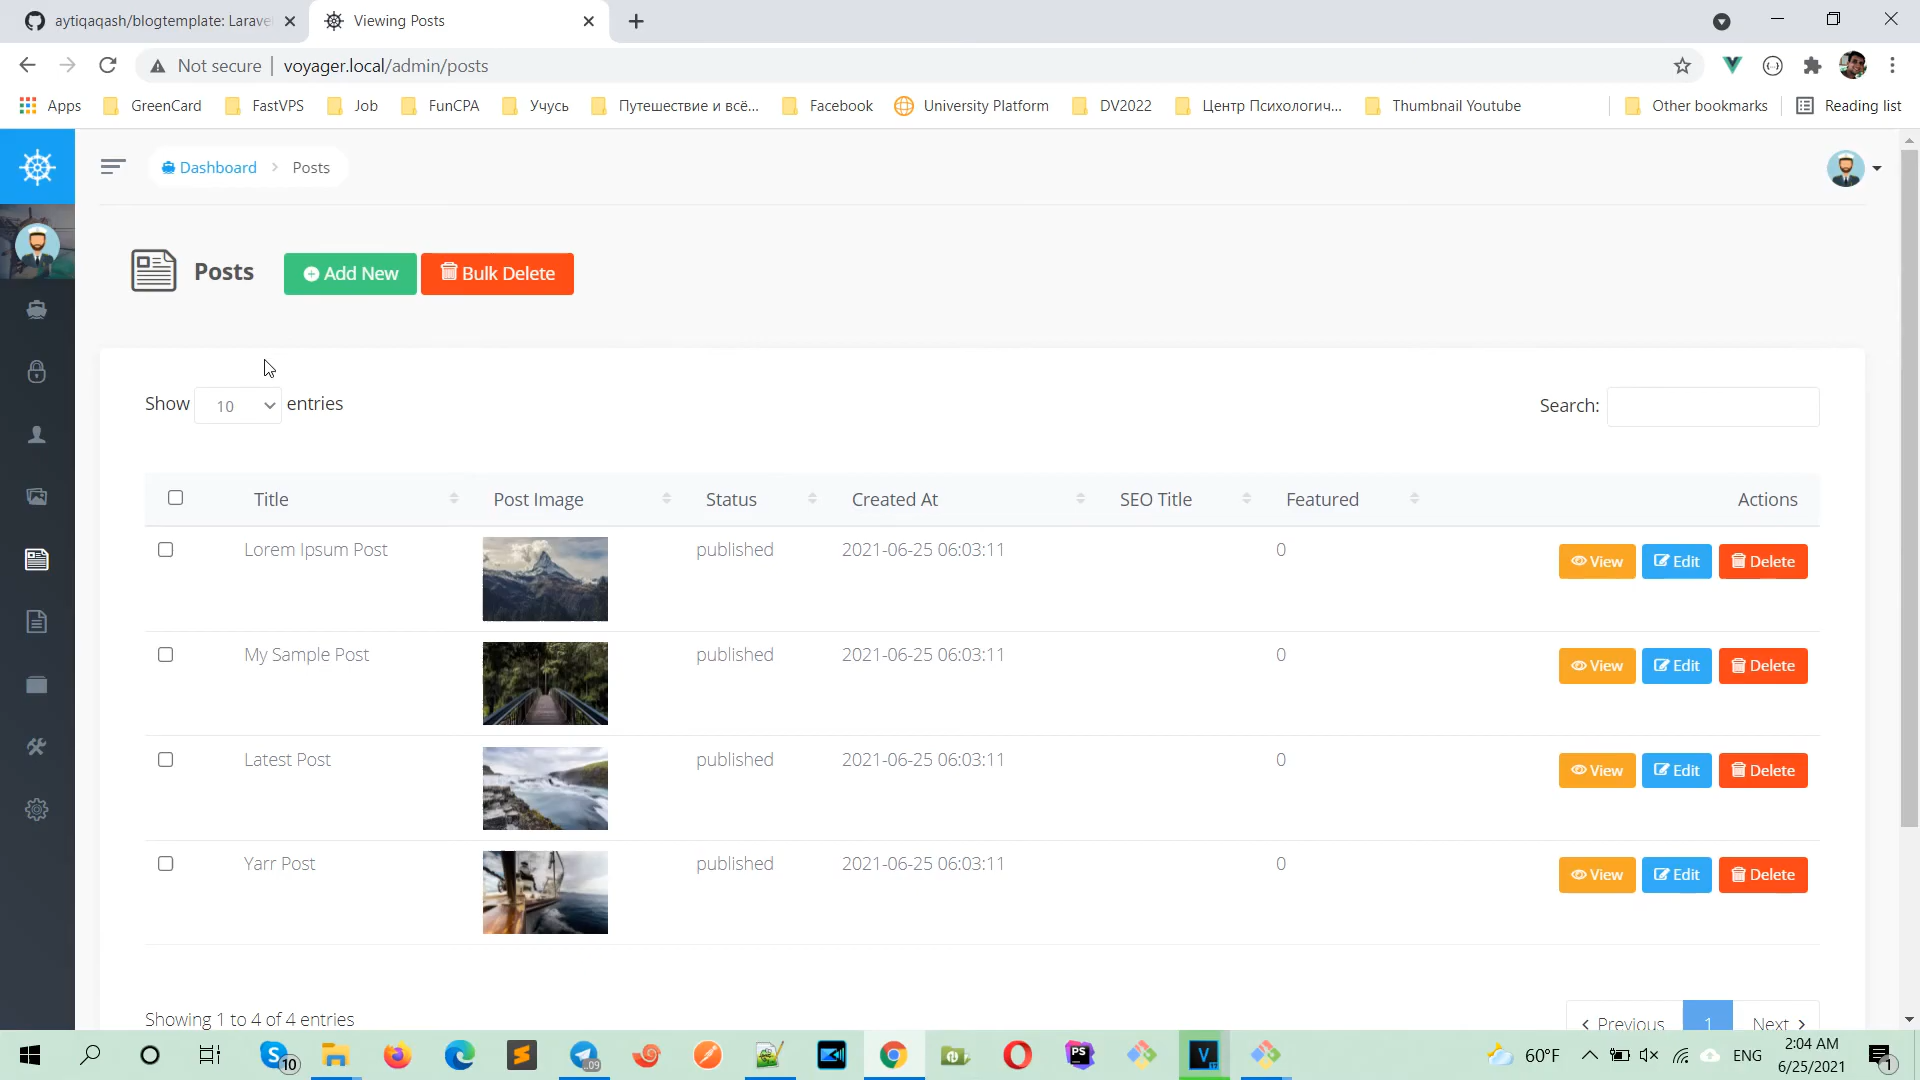 aytiqaqash/blogtemplate: Larave
Viewing Posts
Not secure | voyager.local/admin/posts
Apps GreenCard FastVPS Job FunCPA Учусь Путешествие и всё... Facebook University Platform DV2022 Центр Психологич... Thumbnail Youtube Other bookmarks Reading list
Dashboard > Posts
Posts Add New Bulk Delete
Show 10 entries Search:
Title Post Image Status Created At SEO Title Featured Actions
Lorem Ipsum Post published 2021-06-25 06:03:11 0 View Edit Delete
My Sample Post published 2021-06-25 06:03:11 0 View Edit Delete
Latest Post published 2021-06-25 06:03:11 0 View Edit Delete
Yarr Post published 2021-06-25 06:03:11 0 View Edit Delete
Showing 1 to 4 of 4 entries < Previous 1 Next >
10 .09 PS V 60°F ENG 2:04 AM
6/25/2021 1